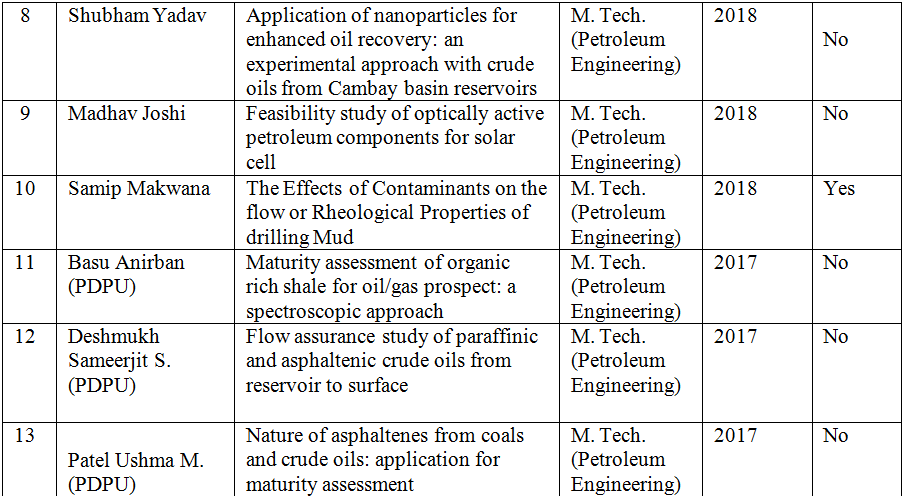 8
Shubham Yadav
Application of nanoparticles for
enhanced oil recovery: an
experimental approach with crude
oils from Cambay basin reservoirs
M. Tech.
(Petroleum
Engineering)
2018
No
9
Madhav Joshi
Feasibility study of optically active
petroleum components for solar
cell
M. Tech.
(Petroleum
Engineering)
2018
No
10
Samip Makwana
The Effects of Contaminants on the
flow or Rheological Properties of
drilling Mud
M. Tech.
(Petroleum
Engineering)
2018
Yes
11
Basu Anirban
(PDPU)
Maturity assessment of organic
rich shale for oil/gas prospect: a
spectroscopic approach
M. Tech.
(Petroleum
Engineering)
2017
No
12
Deshmukh
Sameerjit S.
(PDPU)
Flow assurance study of paraffinic
and asphaltenic crude oils from
reservoir to surface
M. Tech.
(Petroleum
Engineering)
2017
No
13
Patel Ushma M.
(PDPU)
Nature of asphaltenes from coals
and crude oils: application for
maturity assessment
M. Tech.
(Petroleum
Engineering)
2017
No